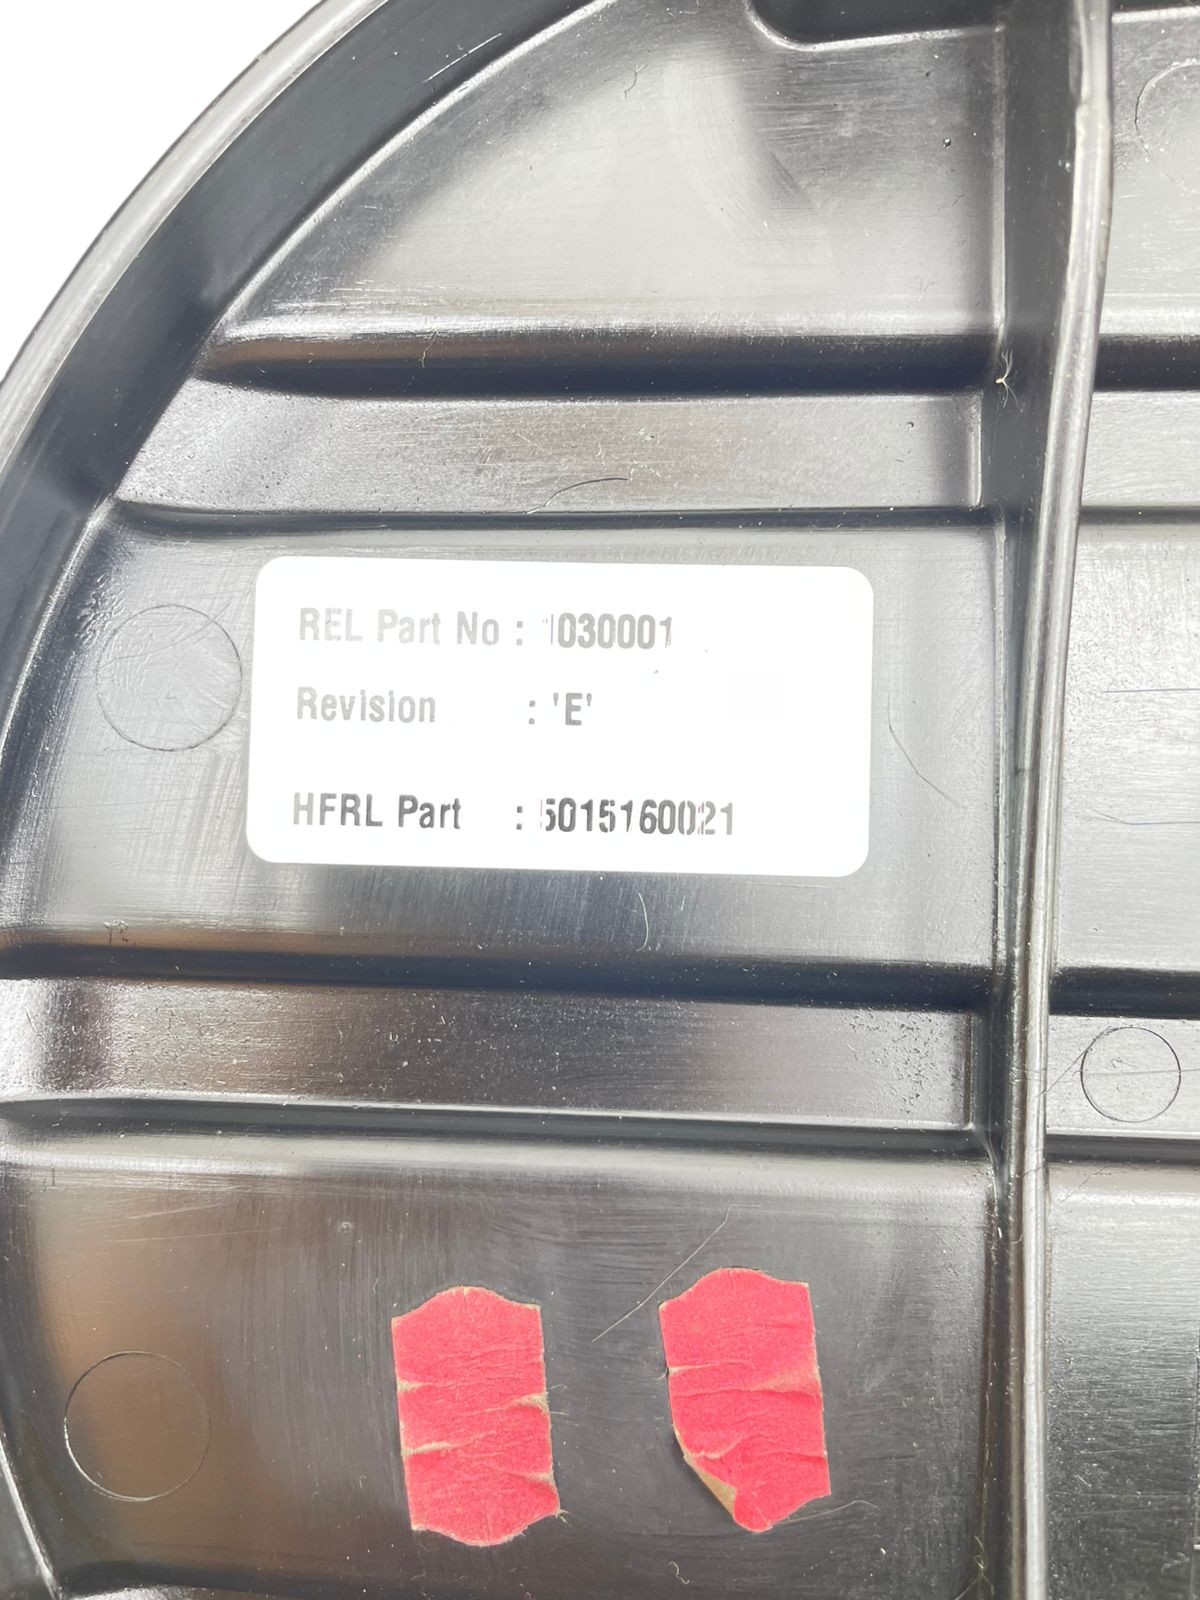 REL Part No : 1030001
Revision : 'E'
HFRL Part : 5015160021